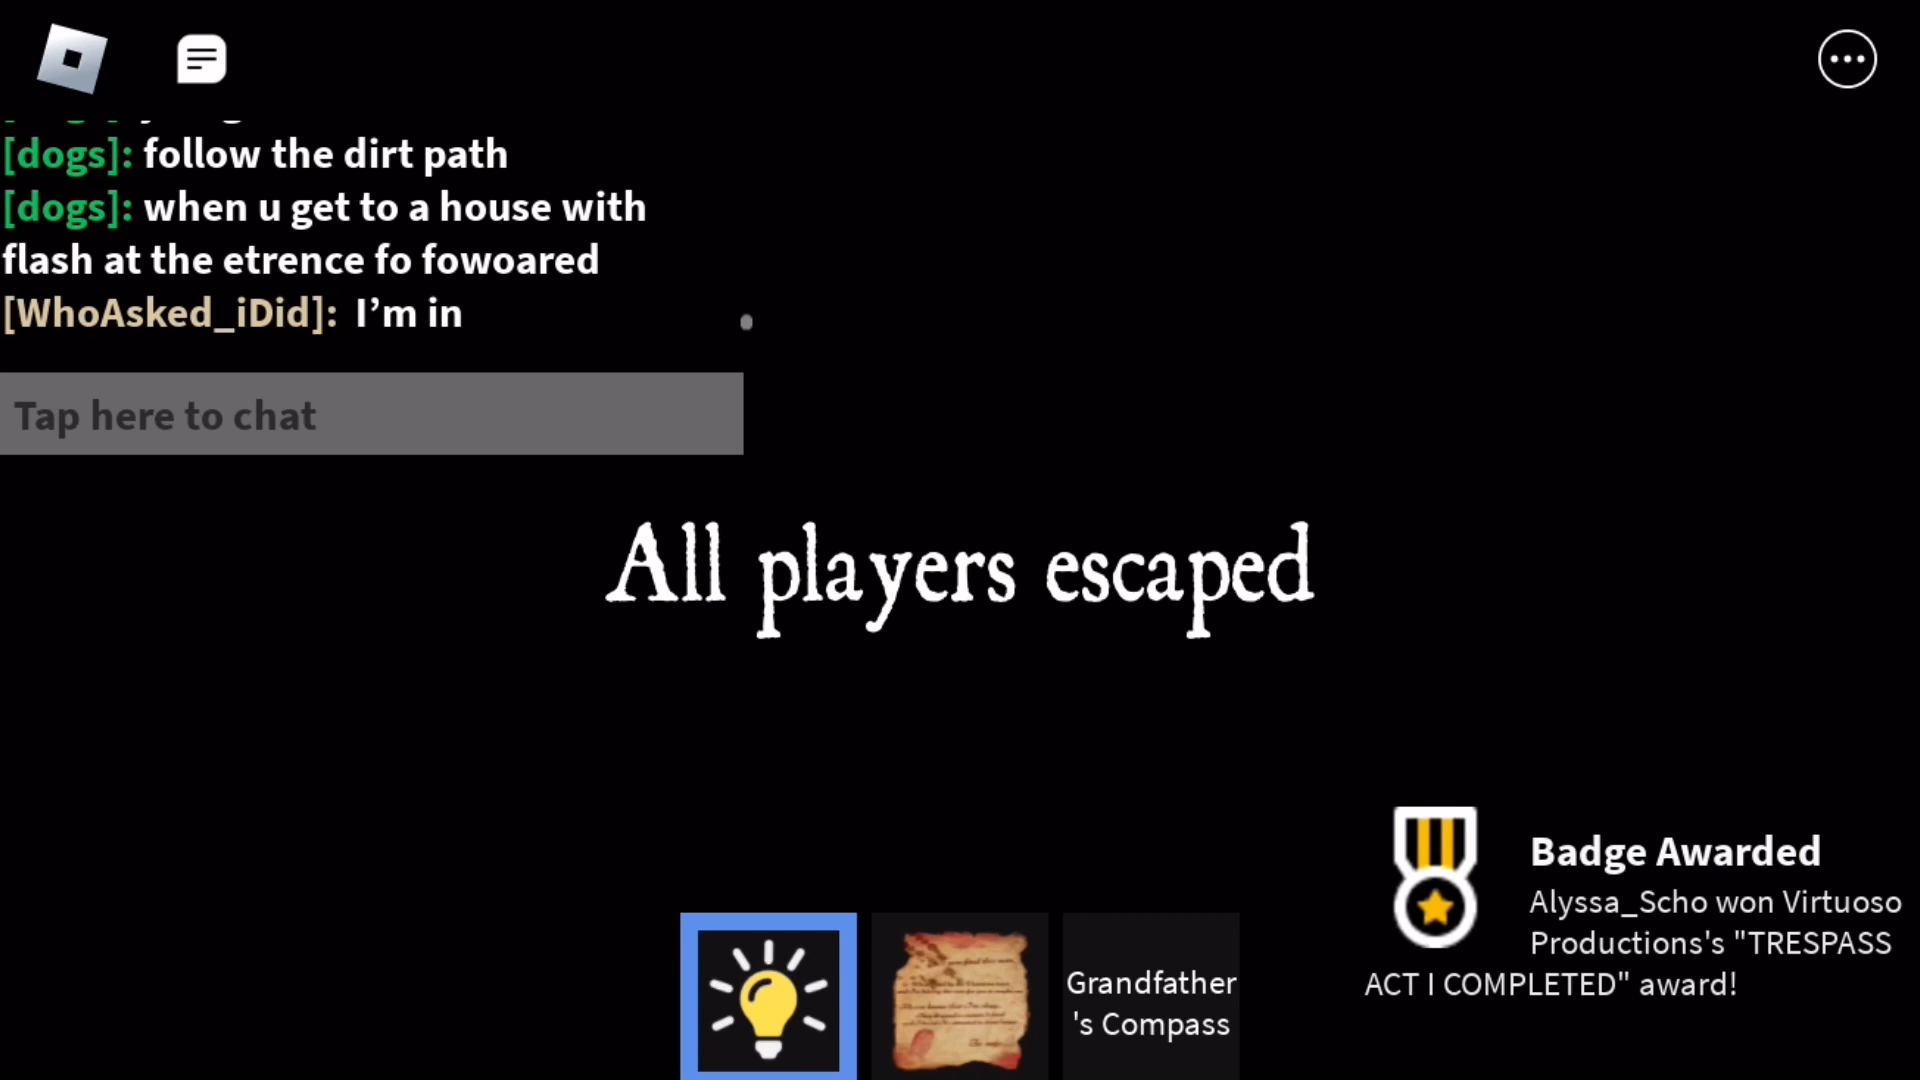 [dogs]: follow the dirt path
[dogs]: when u get to a house with
flash at the etrence fo fowoared
[WhoAsked_iDid]: I’m in
Tap here to chat
All players escaped
Badge Awarded
Alyssa_Scho won Virtuoso
Productions's "TRESPASS
ACT I COMPLETED" award!
Grandfather
's Compass